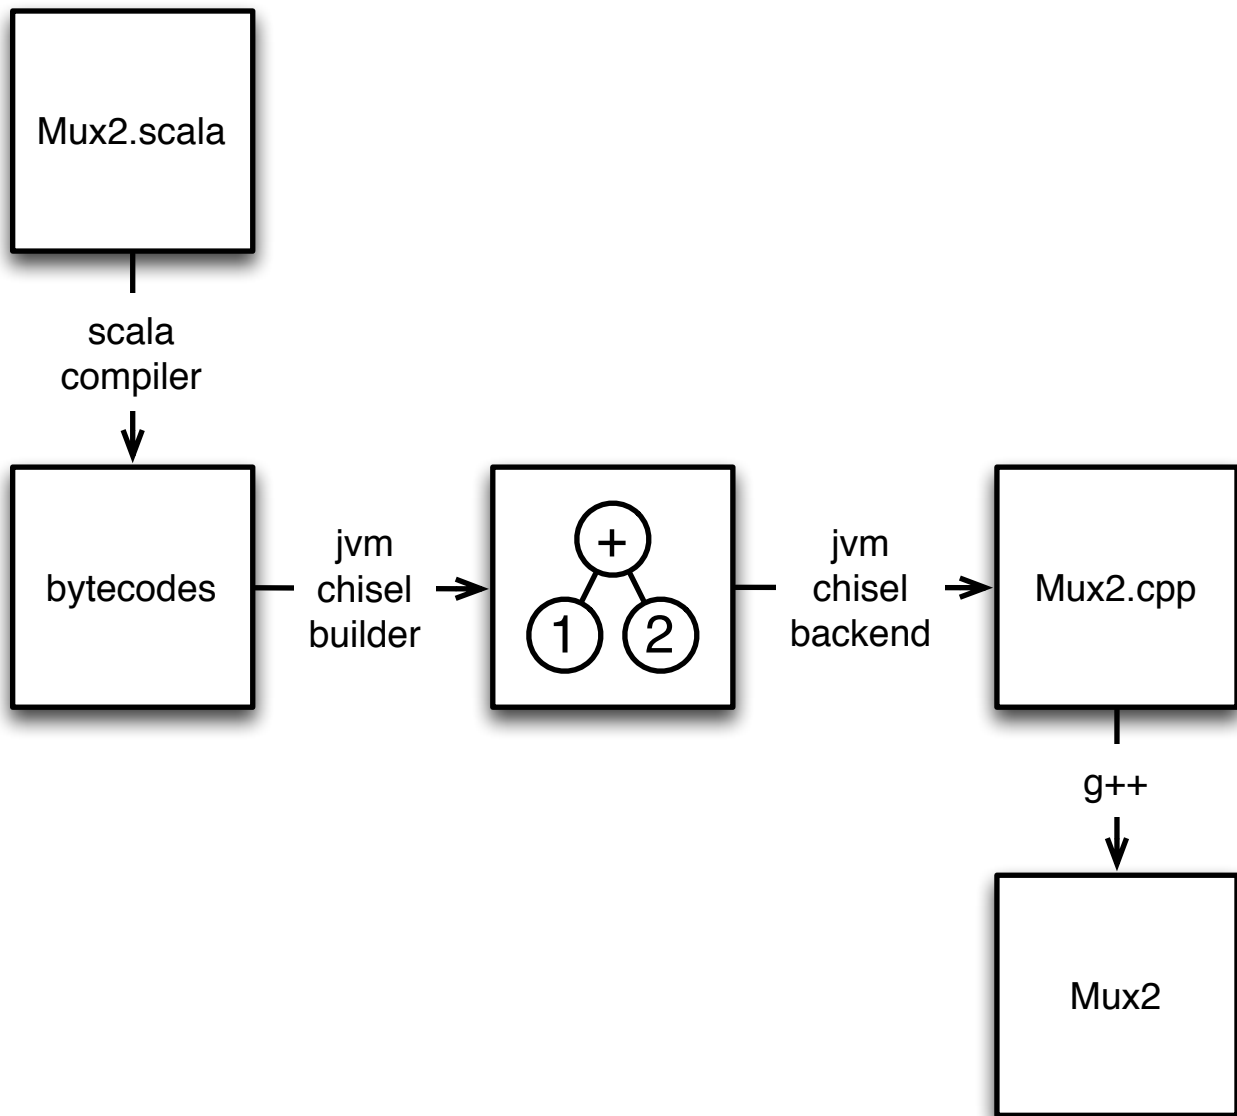 Mux2.scala
scala
compiler
bytecodes
jvm
chisel
builder
+
1 2
jvm
chisel
backend
Mux2.cpp
g++
Mux2